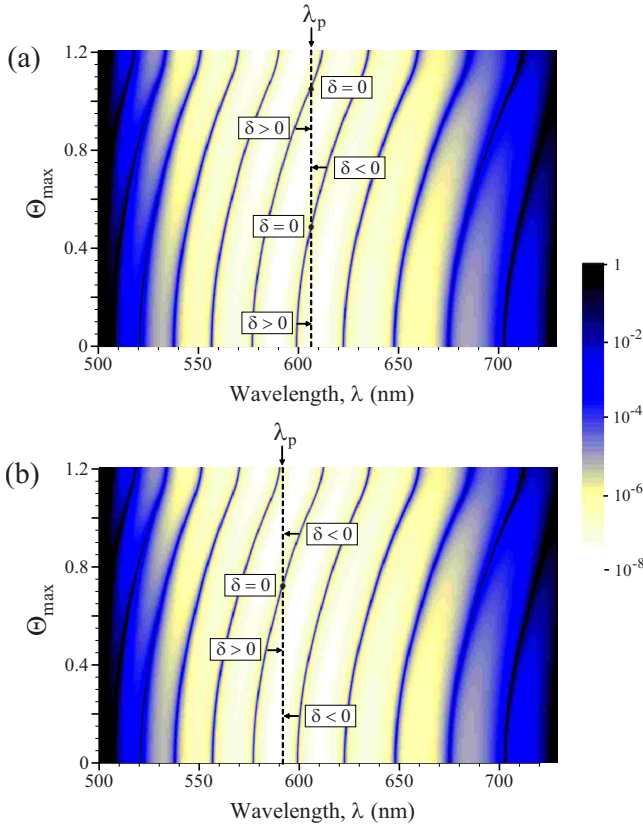 λp
(a)
1.2
δ = 0
δ > 0
0.8
δ < 0
Θmax
δ = 0
0.4
δ > 0
0
500 550 600 650 700
Wavelength, λ (nm)
1
10-2
10-4
10-6
10-8
λp
(b)
1.2
δ < 0
0.8
δ = 0
Θmax
δ > 0
0.4
δ < 0
0
500 550 600 650 700
Wavelength, λ (nm)